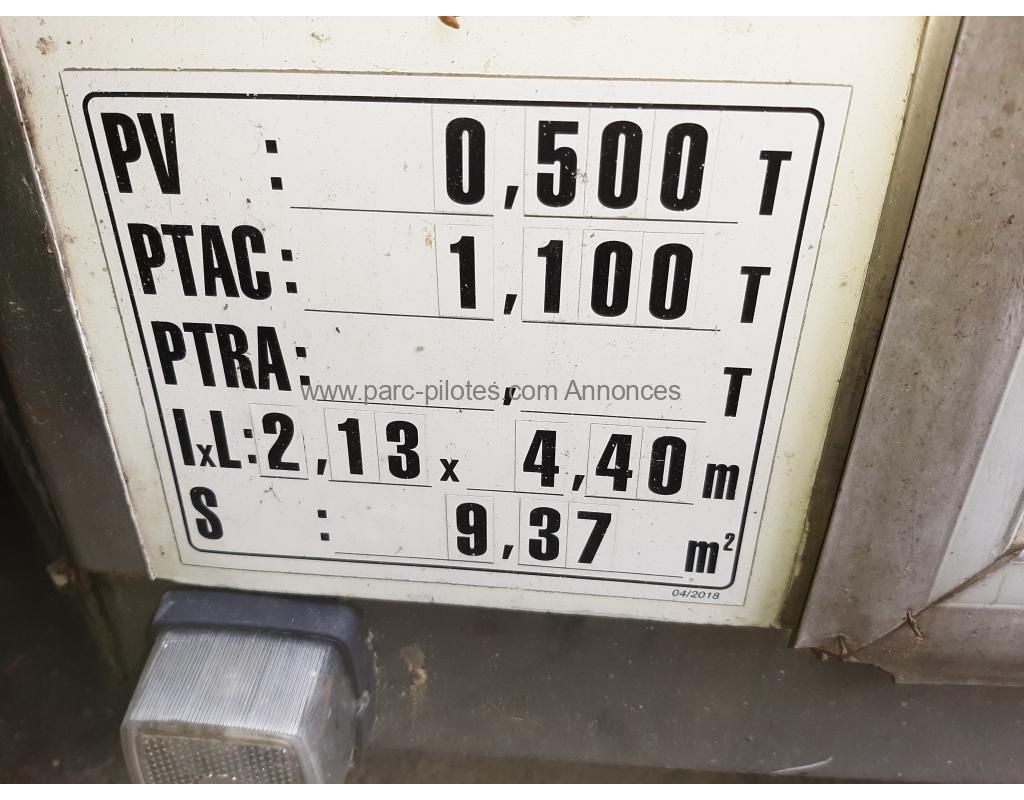 PV : 0,500 T
PTAC: 1,100 T
PTRA: , T
www.parc-pilotes.com Annonces
lxL: 2,13 x 4,40 m
S : 9,37 m²
04/2018